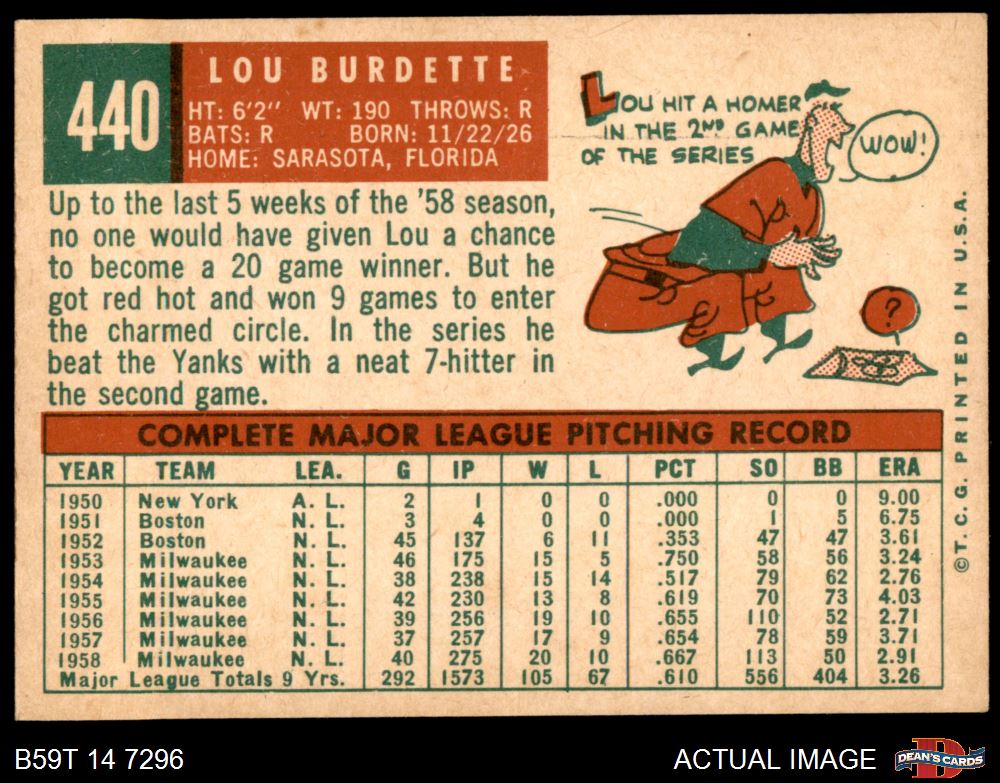 440
LOU BURDETTE
HT: 6'2" WT: 190 THROWS: R
BATS: R BORN: 11/22/26
HOME: SARASOTA, FLORIDA
LOU HIT A HOMER
IN THE 2ND GAME
OF THE SERIES
WOW!
?
Up to the last 5 weeks of the '58 season,
no one would have given Lou a chance
to become a 20 game winner. But he
got red hot and won 9 games to enter
the charmed circle. In the series he
beat the Yanks with a neat 7-hitter in
the second game.
COMPLETE MAJOR LEAGUE PITCHING RECORD
YEAR TEAM LEA. G IP W L PCT SO BB ERA
1950 New York A. L. 2 1 0 0 .000 0 0 9.00
1951 Boston N. L. 3 4 0 0 .000 1 5 6.75
1952 Boston N. L. 45 137 6 11 .353 47 47 3.61
1953 Milwaukee N. L. 46 175 15 5 .750 58 56 3.24
1954 Milwaukee N. L. 38 238 15 14 .517 79 62 2.76
1955 Milwaukee N. L. 42 230 13 8 .619 70 73 4.03
1956 Milwaukee N. L. 39 256 19 10 .655 110 52 2.71
1957 Milwaukee N. L. 37 257 17 9 .654 78 59 3.71
1958 Milwaukee N. L. 40 275 20 10 .667 113 50 2.91
Major League Totals 9 Yrs. 292 1573 105 67 .610 556 404 3.26
© T. C. G. PRINTED IN U.S.A.
B59T 14 7296
ACTUAL IMAGE
D
DEAN'S CARDS